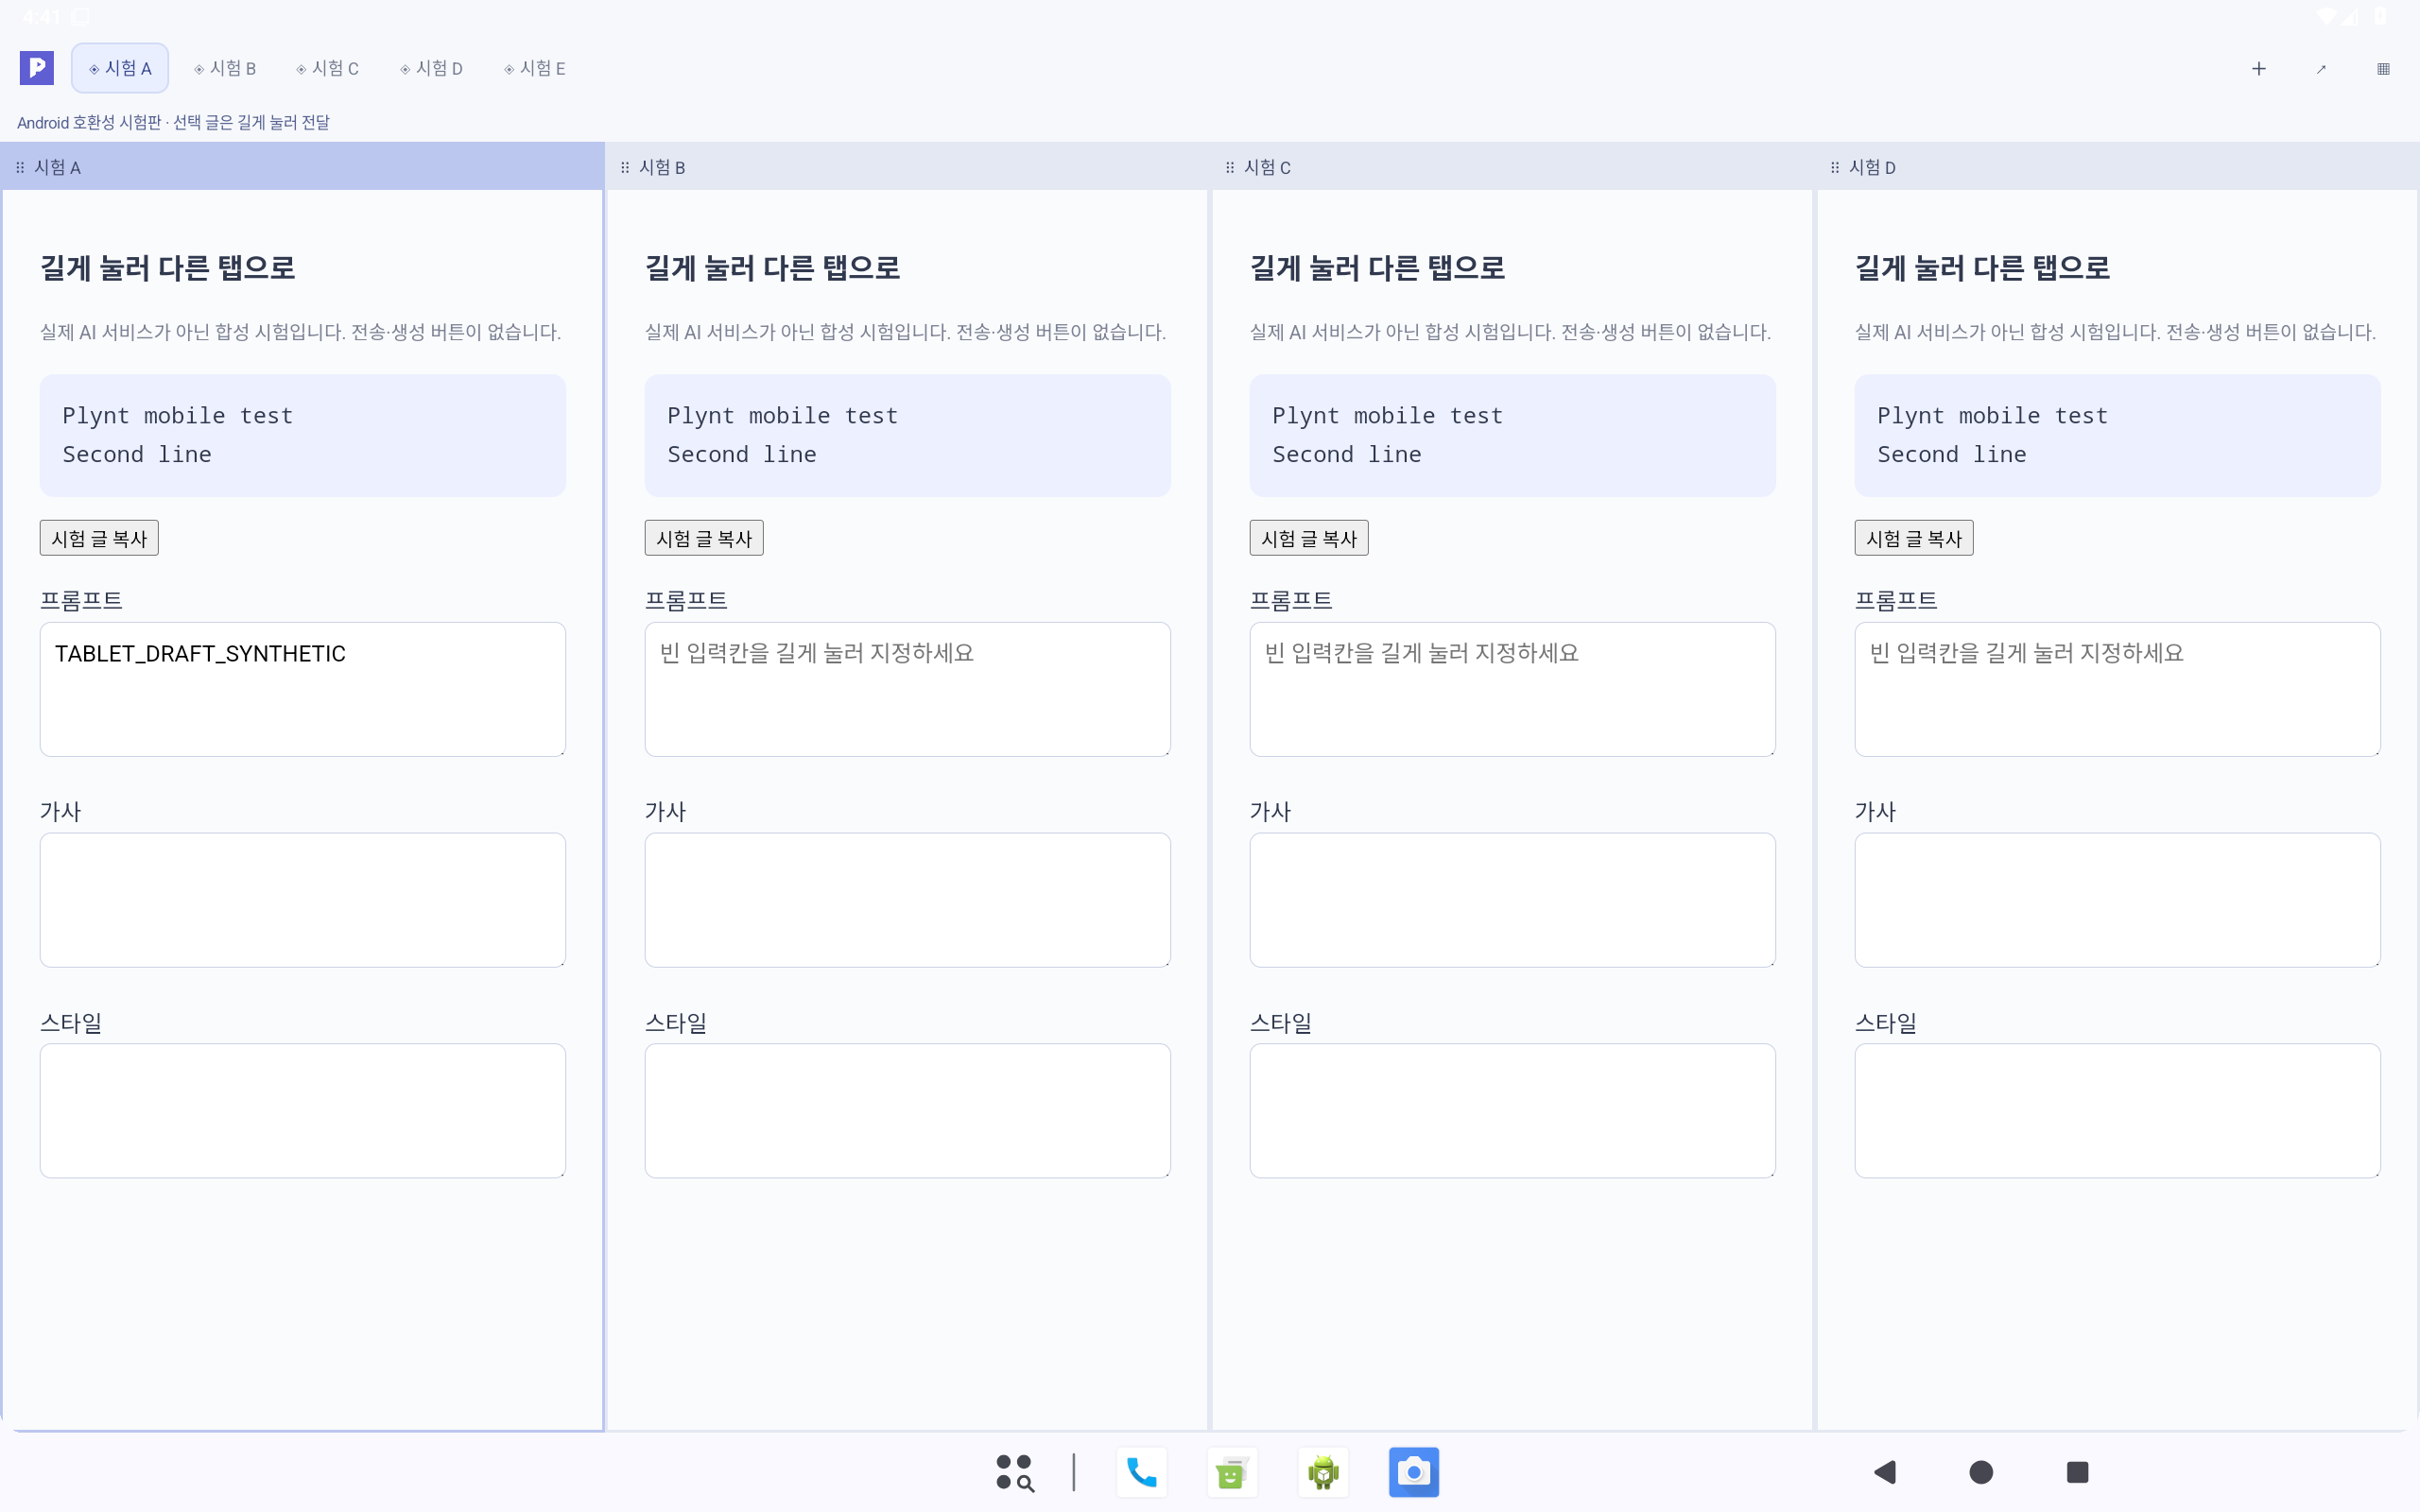 4:41
시험 A
시험 B
시험 C
시험 D
시험 E
Android 호환성 시험판 · 선택 글은 길게 눌러 전달
시험 A
길게 눌러 다른 탭으로
실제 AI 서비스가 아닌 합성 시험입니다. 전송·생성 버튼이 없습니다.
Plynt mobile test
Second line
시험 글 복사
프롬프트
TABLET_DRAFT_SYNTHETIC
가사
스타일
시험 B
길게 눌러 다른 탭으로
실제 AI 서비스가 아닌 합성 시험입니다. 전송·생성 버튼이 없습니다.
Plynt mobile test
Second line
시험 글 복사
프롬프트
빈 입력칸을 길게 눌러 지정하세요
가사
스타일
시험 C
길게 눌러 다른 탭으로
실제 AI 서비스가 아닌 합성 시험입니다. 전송·생성 버튼이 없습니다.
Plynt mobile test
Second line
시험 글 복사
프롬프트
빈 입력칸을 길게 눌러 지정하세요
가사
스타일
시험 D
길게 눌러 다른 탭으로
실제 AI 서비스가 아닌 합성 시험입니다. 전송·생성 버튼이 없습니다.
Plynt mobile test
Second line
시험 글 복사
프롬프트
빈 입력칸을 길게 눌러 지정하세요
가사
스타일